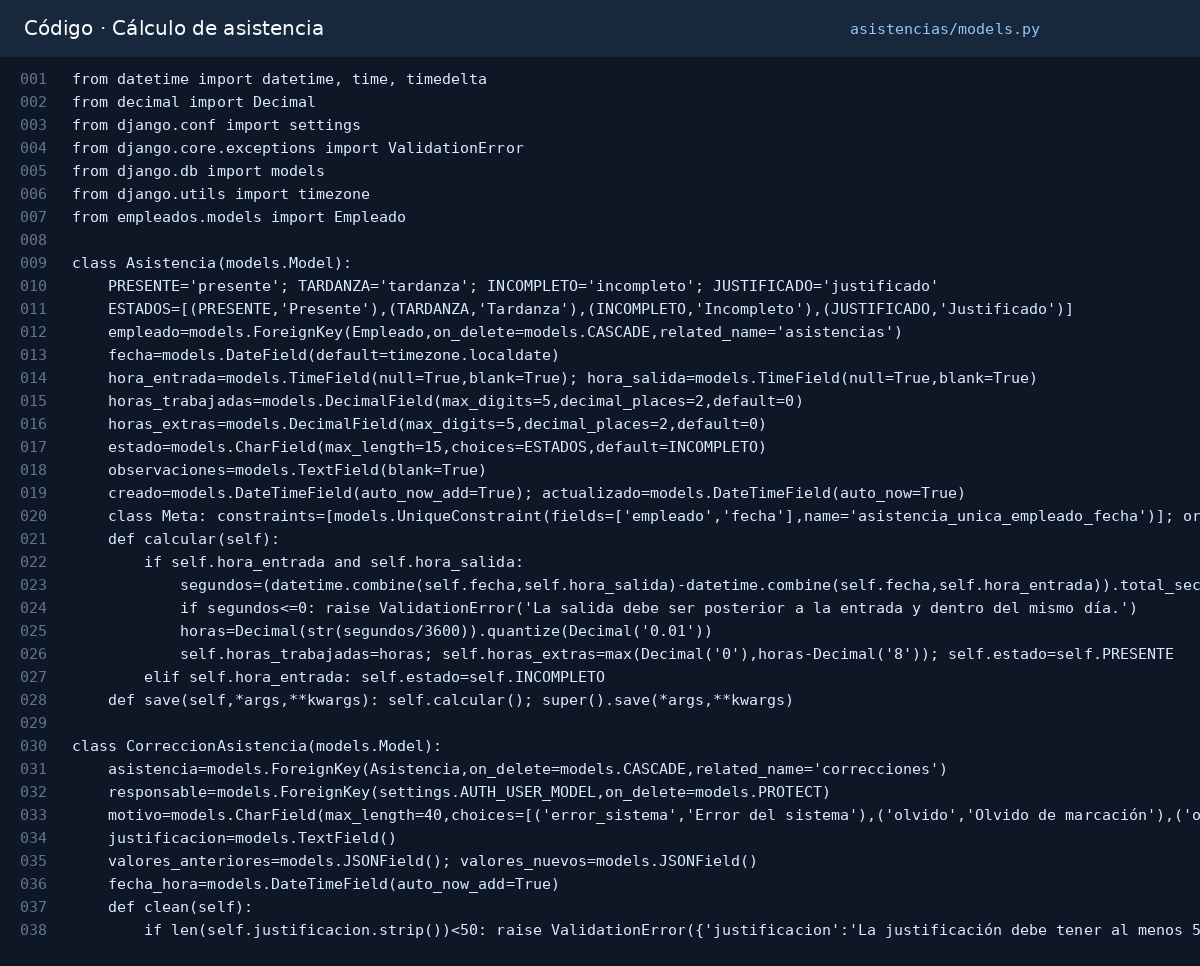 Código · Cálculo de asistencia
asistencias/models.py
001 from datetime import datetime, time, timedelta
002 from decimal import Decimal
003 from django.conf import settings
004 from django.core.exceptions import ValidationError
005 from django.db import models
006 from django.utils import timezone
007 from empleados.models import Empleado
008
009 class Asistencia(models.Model):
010     PRESENTE='presente'; TARDANZA='tardanza'; INCOMPLETO='incompleto'; JUSTIFICADO='justificado'
011     ESTADOS=[(PRESENTE,'Presente'),(TARDANZA,'Tardanza'),(INCOMPLETO,'Incompleto'),(JUSTIFICADO,'Justificado')]
012     empleado=models.ForeignKey(Empleado,on_delete=models.CASCADE,related_name='asistencias')
013     fecha=models.DateField(default=timezone.localdate)
014     hora_entrada=models.TimeField(null=True,blank=True); hora_salida=models.TimeField(null=True,blank=True)
015     horas_trabajadas=models.DecimalField(max_digits=5,decimal_places=2,default=0)
016     horas_extras=models.DecimalField(max_digits=5,decimal_places=2,default=0)
017     estado=models.CharField(max_length=15,choices=ESTADOS,default=INCOMPLETO)
018     observaciones=models.TextField(blank=True)
019     creado=models.DateTimeField(auto_now_add=True); actualizado=models.DateTimeField(auto_now=True)
020     class Meta: constraints=[models.UniqueConstraint(fields=['empleado','fecha'],name='asistencia_unica_empleado_fecha')]; or
021     def calcular(self):
022         if self.hora_entrada and self.hora_salida:
023             segundos=(datetime.combine(self.fecha,self.hora_salida)-datetime.combine(self.fecha,self.hora_entrada)).total_sec
024             if segundos<=0: raise ValidationError('La salida debe ser posterior a la entrada y dentro del mismo día.')
025             horas=Decimal(str(segundos/3600)).quantize(Decimal('0.01'))
026             self.horas_trabajadas=horas; self.horas_extras=max(Decimal('0'),horas-Decimal('8')); self.estado=self.PRESENTE
027         elif self.hora_entrada: self.estado=self.INCOMPLETO
028     def save(self,*args,**kwargs): self.calcular(); super().save(*args,**kwargs)
029
030 class CorreccionAsistencia(models.Model):
031     asistencia=models.ForeignKey(Asistencia,on_delete=models.CASCADE,related_name='correcciones')
032     responsable=models.ForeignKey(settings.AUTH_USER_MODEL,on_delete=models.PROTECT)
033     motivo=models.CharField(max_length=40,choices=[('error_sistema','Error del sistema'),('olvido','Olvido de marcación'),('o
034     justificacion=models.TextField()
035     valores_anteriores=models.JSONField(); valores_nuevos=models.JSONField()
036     fecha_hora=models.DateTimeField(auto_now_add=True)
037     def clean(self):
038         if len(self.justificacion.strip())<50: raise ValidationError({'justificacion':'La justificación debe tener al menos 5